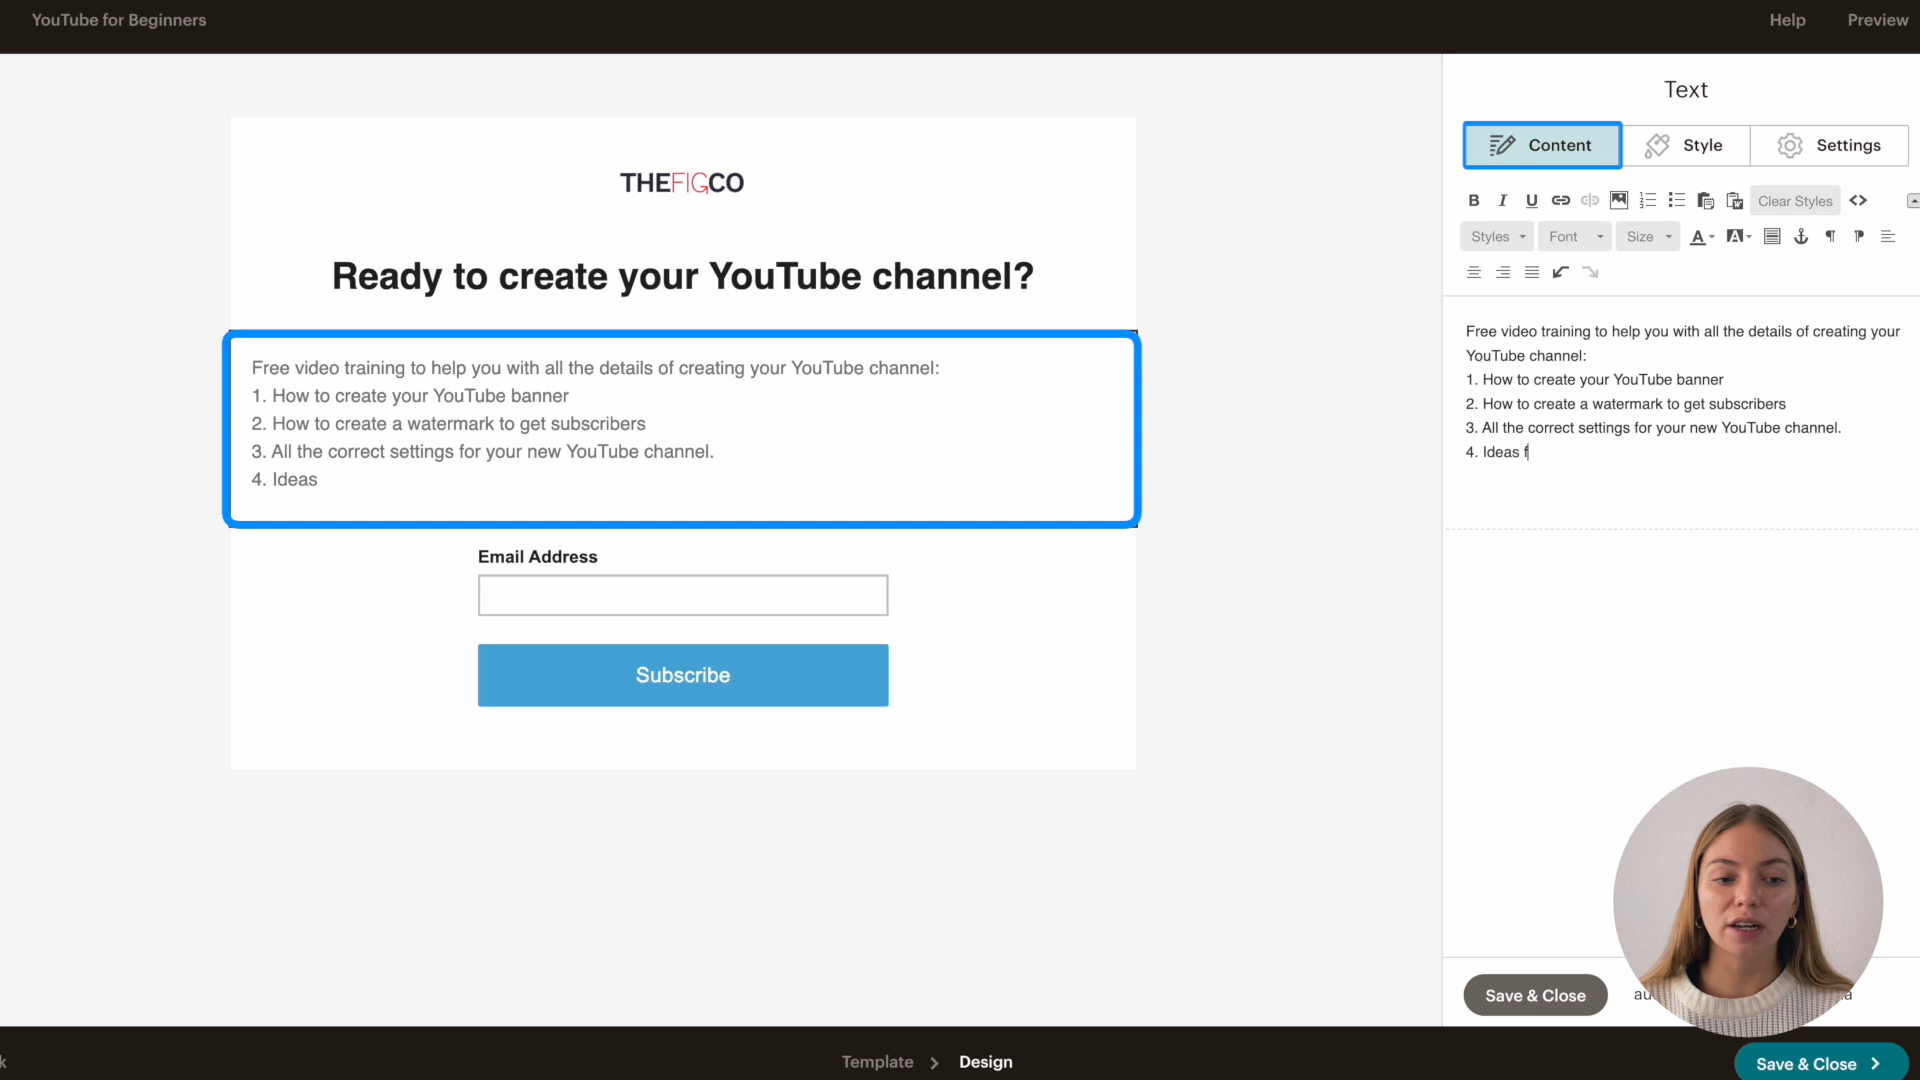 YouTube for Beginners
Help
Preview
Text
Content
Style
Settings
B I U
Clear Styles
Styles
Font
Size
THEFIGCO
Ready to create your YouTube channel?
Free video training to help you with all the details of creating your YouTube channel:
1. How to create your YouTube banner
2. How to create a watermark to get subscribers
3. All the correct settings for your new YouTube channel.
4. Ideas
Email Address
Subscribe
Free video training to help you with all the details of creating your
YouTube channel:
1. How to create your YouTube banner
2. How to create a watermark to get subscribers
3. All the correct settings for your new YouTube channel.
4. Ideas f
Save & Close
Template
Design
Save & Close